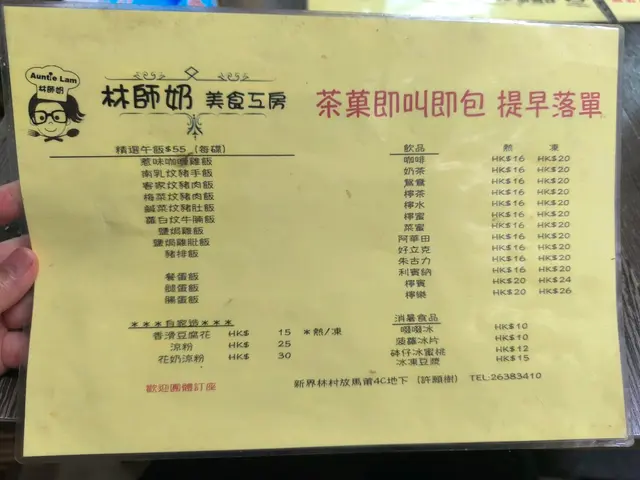 Auntie Lam
林師奶
林師奶 美食工房
茶菓即叫即包 提早落單
精選午飯$55 (每碟)
惹味咖喱雞飯
南乳炆豬手飯
客家炆豬肉飯
梅菜炆豬肉飯
鹹菜炆豬肚飯
蘿白炆牛腩飯
鹽焗雞飯
鹽焗雞髀飯
豬排飯
餐蛋飯
腿蛋飯
腸蛋飯
＊＊＊自家造＊＊＊
香滑豆腐花 HK$ 15 *熱/凍
涼粉 HK$ 25
花奶涼粉 HK$ 30
歡迎團體訂座
飲品 熱 凍
咖啡 HK$16 HK$20
奶茶 HK$16 HK$20
鴛鴦 HK$16 HK$20
檸茶 HK$16 HK$20
檸水 HK$16 HK$20
檸蜜 HK$16 HK$20
菜蜜 HK$16 HK$20
阿華田 HK$16 HK$20
好立克 HK$16 HK$20
朱古力 HK$16 HK$20
利賓納 HK$16 HK$20
檸賓 HK$20 HK$24
檸樂 HK$20 HK$26
消暑食品
啜啜冰 HK$10
菠蘿冰片 HK$10
砵仔冰蜜桃 HK$12
冰凍豆漿 HK$15
新界林村放馬莆4C地下 (許願樹) TEL:26383410